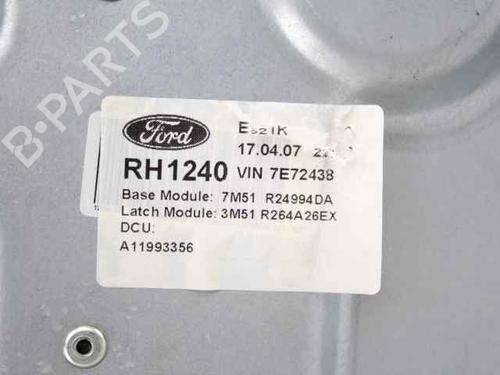 B-PARTS
Ford
17.04.07
RH1240 VIN 7E72438
Base Module: 7M51 R24994DA
Latch Module: 3M51 R264A26EX
DCU:
A11993356